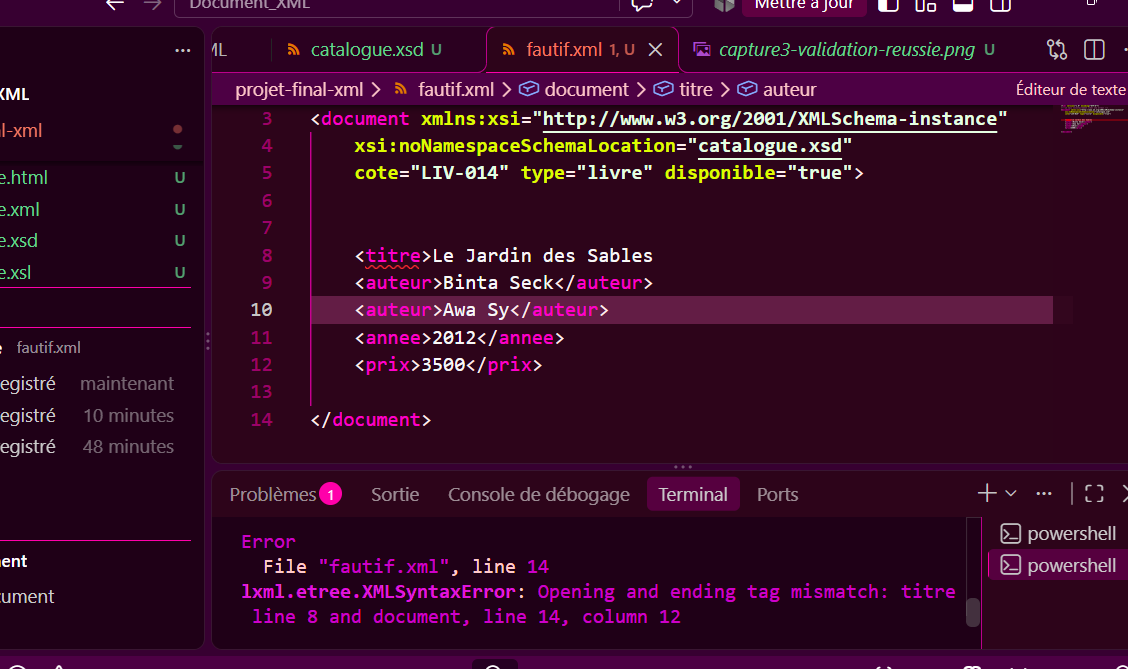 Document_XML
Mettre à jour
ML
catalogue.xsd U
fautif.xml 1, U
capture3-validation-reussie.png U
projet-final-xml > fautif.xml > document > titre > auteur
Éditeur de texte
XML
l-xml
e.html U
e.xml U
e.xsd U
e.xsl U
e fautif.xml
egistré maintenant
egistré 10 minutes
egistré 48 minutes
ent
cument
3 <document xmlns:xsi="http://www.w3.org/2001/XMLSchema-instance"
4 xsi:noNamespaceSchemaLocation="catalogue.xsd"
5 cote="LIV-014" type="livre" disponible="true">
6
7
8 <titre>Le Jardin des Sables
9 <auteur>Binta Seck</auteur>
10 <auteur>Awa Sy</auteur>
11 <annee>2012</annee>
12 <prix>3500</prix>
13
14 </document>
Problèmes 1 Sortie Console de débogage Terminal Ports
Error
File "fautif.xml", line 14
lxml.etree.XMLSyntaxError: Opening and ending tag mismatch: titre
line 8 and document, line 14, column 12
powershell
powershell